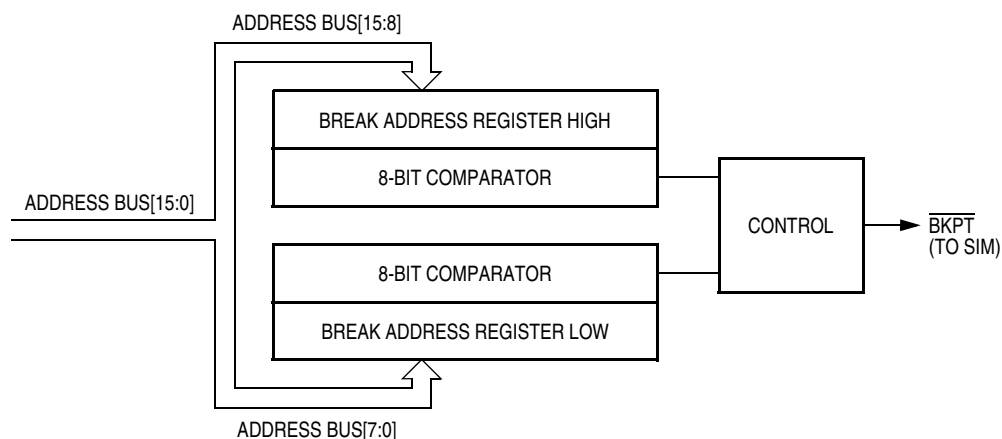 ADDRESS BUS[15:8]
BREAK ADDRESS REGISTER HIGH
8-BIT COMPARATOR
ADDRESS BUS[15:0]
CONTROL
BKPT
(TO SIM)
8-BIT COMPARATOR
BREAK ADDRESS REGISTER LOW
ADDRESS BUS[7:0]